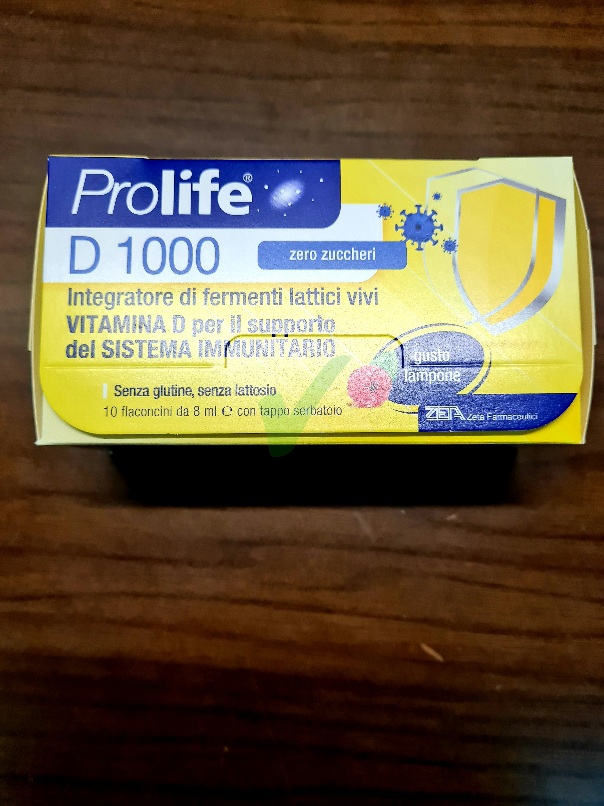 Prolife®
D 1000
zero zuccheri
Integratore di fermenti lattici vivi
VITAMINA D per il supporto
del SISTEMA IMMUNITARIO
gusto
lampone
Senza glutine, senza lattosio
10 flaconcini da 8 ml ℮ con tappo serbatoio
ZETA Zeta Farmaceutici